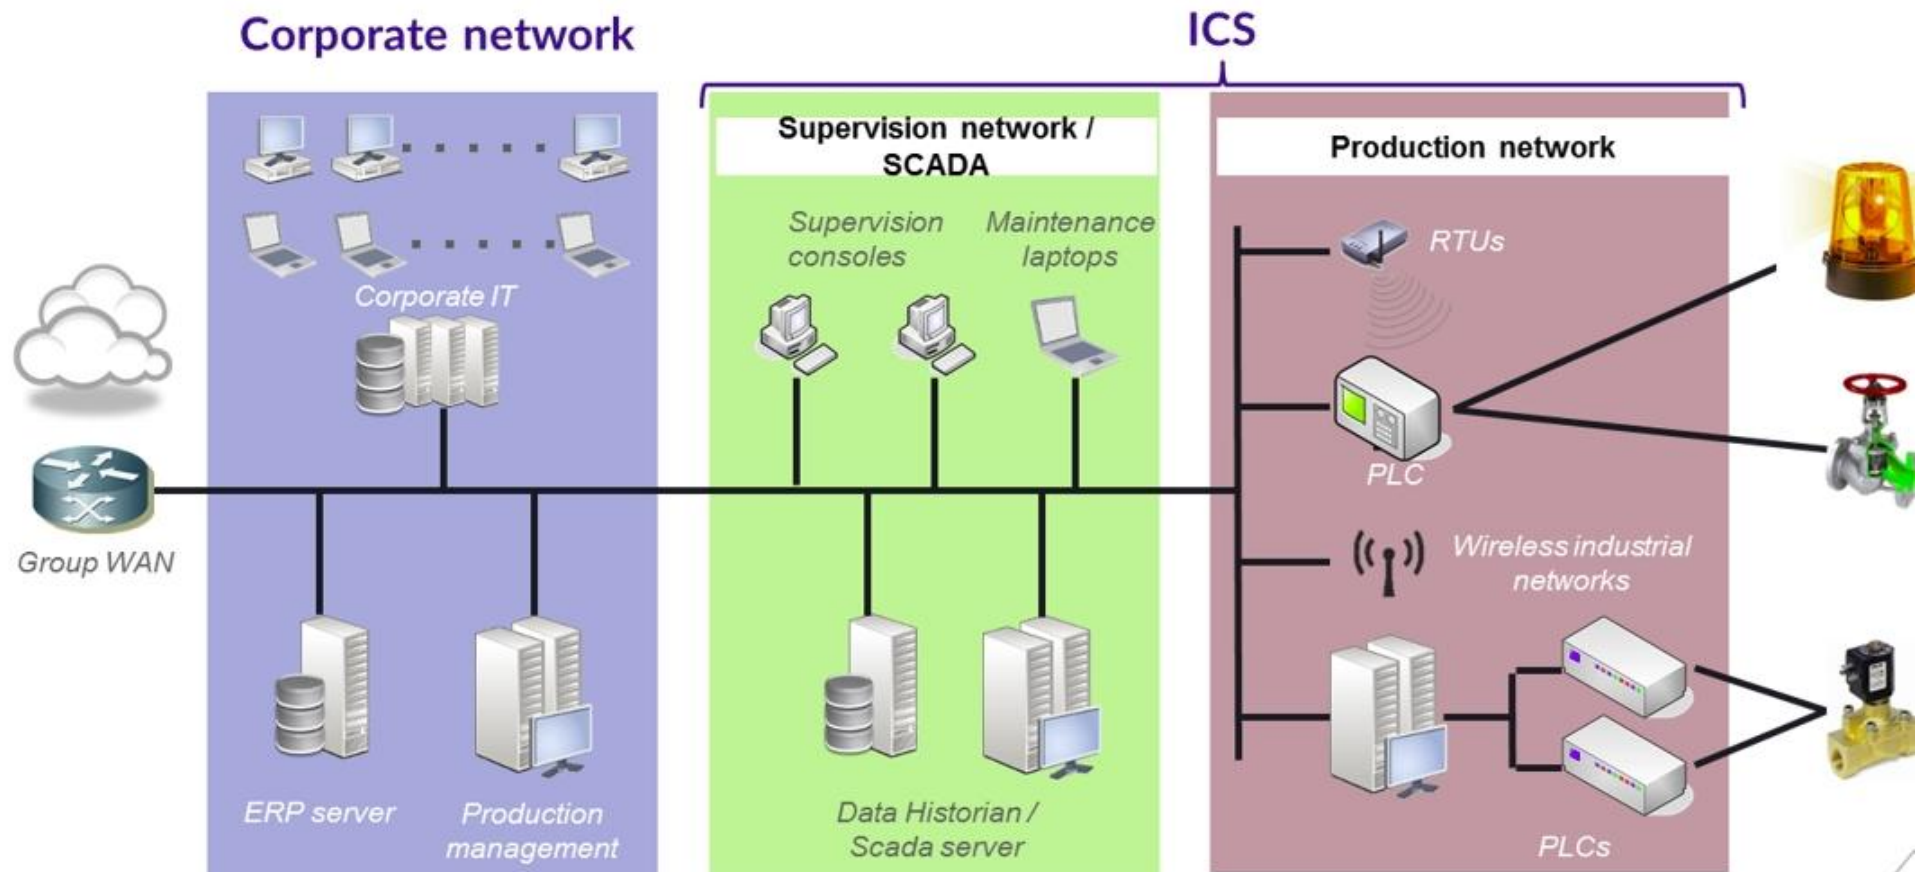 Corporate network
ICS
Supervision network /
SCADA
Production network
Supervision
consoles
Maintenance
laptops
RTUs
Corporate IT
PLC
Group WAN
Wireless industrial
networks
ERP server
Production
management
Data Historian /
Scada server
PLCs